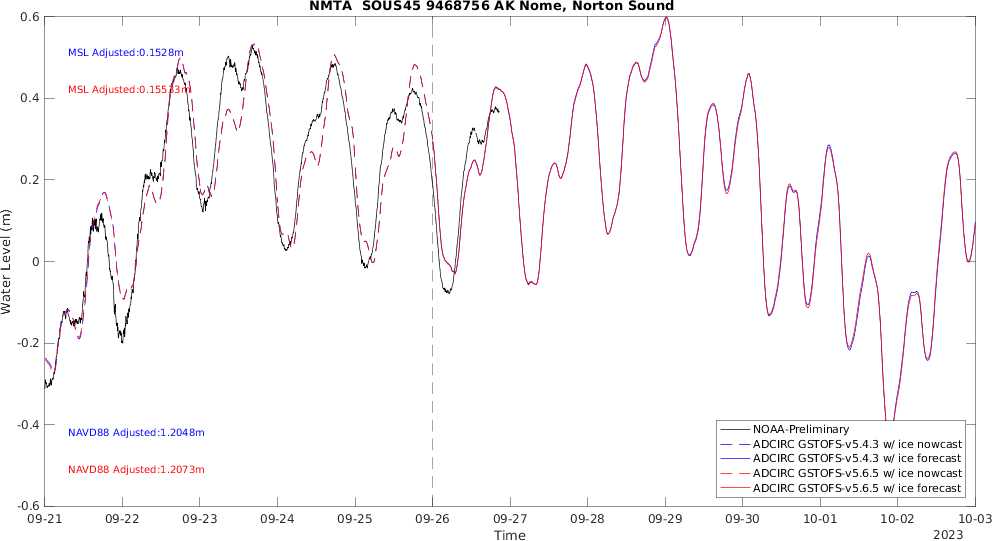 NMTA SOUS45 9468756 AK Nome, Norton Sound
0.6
MSL Adjusted:0.1528m
MSL Adjusted:0.15533m
0.4
0.2
0
-0.2
-0.4
-0.6
Water Level (m)
NAVD88 Adjusted:1.2048m
NAVD88 Adjusted:1.2073m
NOAA-Preliminary
ADCIRC GSTOFS-v5.4.3 w/ ice nowcast
ADCIRC GSTOFS-v5.4.3 w/ ice forecast
ADCIRC GSTOFS-v5.6.5 w/ ice nowcast
ADCIRC GSTOFS-v5.6.5 w/ ice forecast
09-21 09-22 09-23 09-24 09-25 09-26 09-27 09-28 09-29 09-30 10-01 10-02 10-03
Time
2023